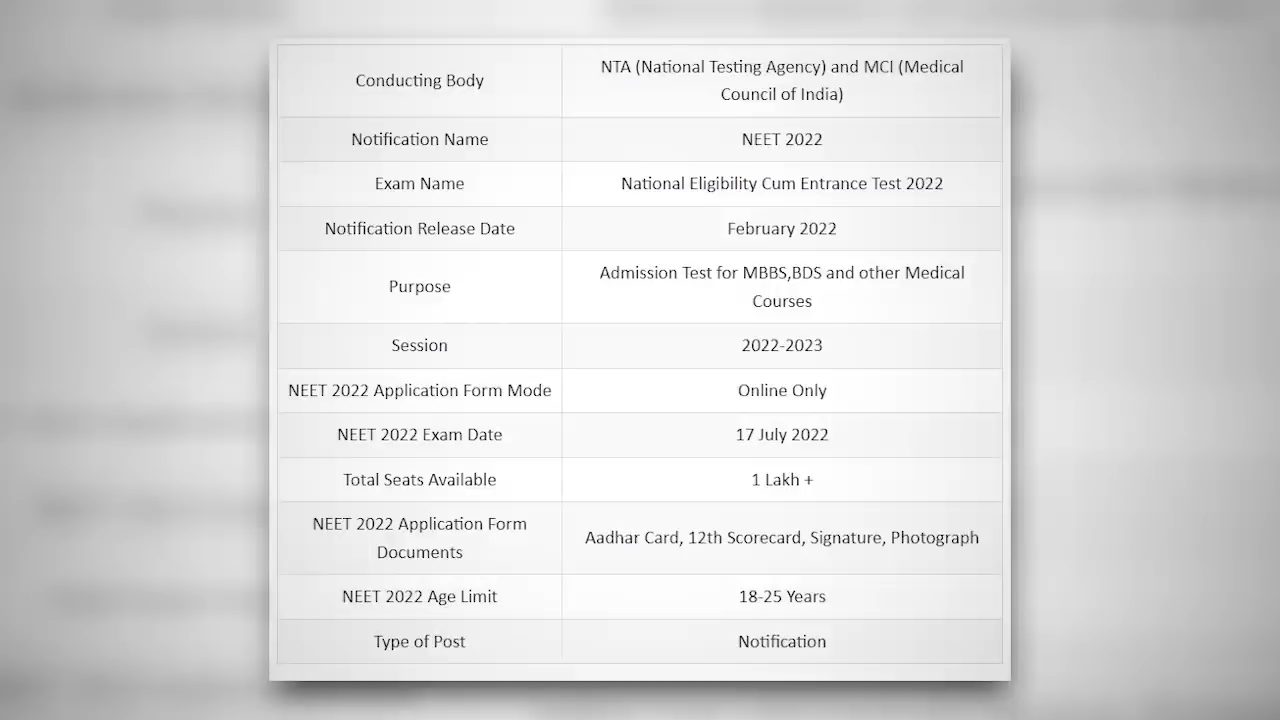 Conducting Body
NTA (National Testing Agency) and MCI (Medical
Council of India)
Notification Name
NEET 2022
Exam Name
National Eligibility Cum Entrance Test 2022
Notification Release Date
February 2022
Purpose
Admission Test for MBBS,BDS and other Medical
Courses
Session
2022-2023
NEET 2022 Application Form Mode
Online Only
NEET 2022 Exam Date
17 July 2022
Total Seats Available
1 Lakh +
NEET 2022 Application Form
Documents
Aadhar Card, 12th Scorecard, Signature, Photograph
NEET 2022 Age Limit
18-25 Years
Type of Post
Notification